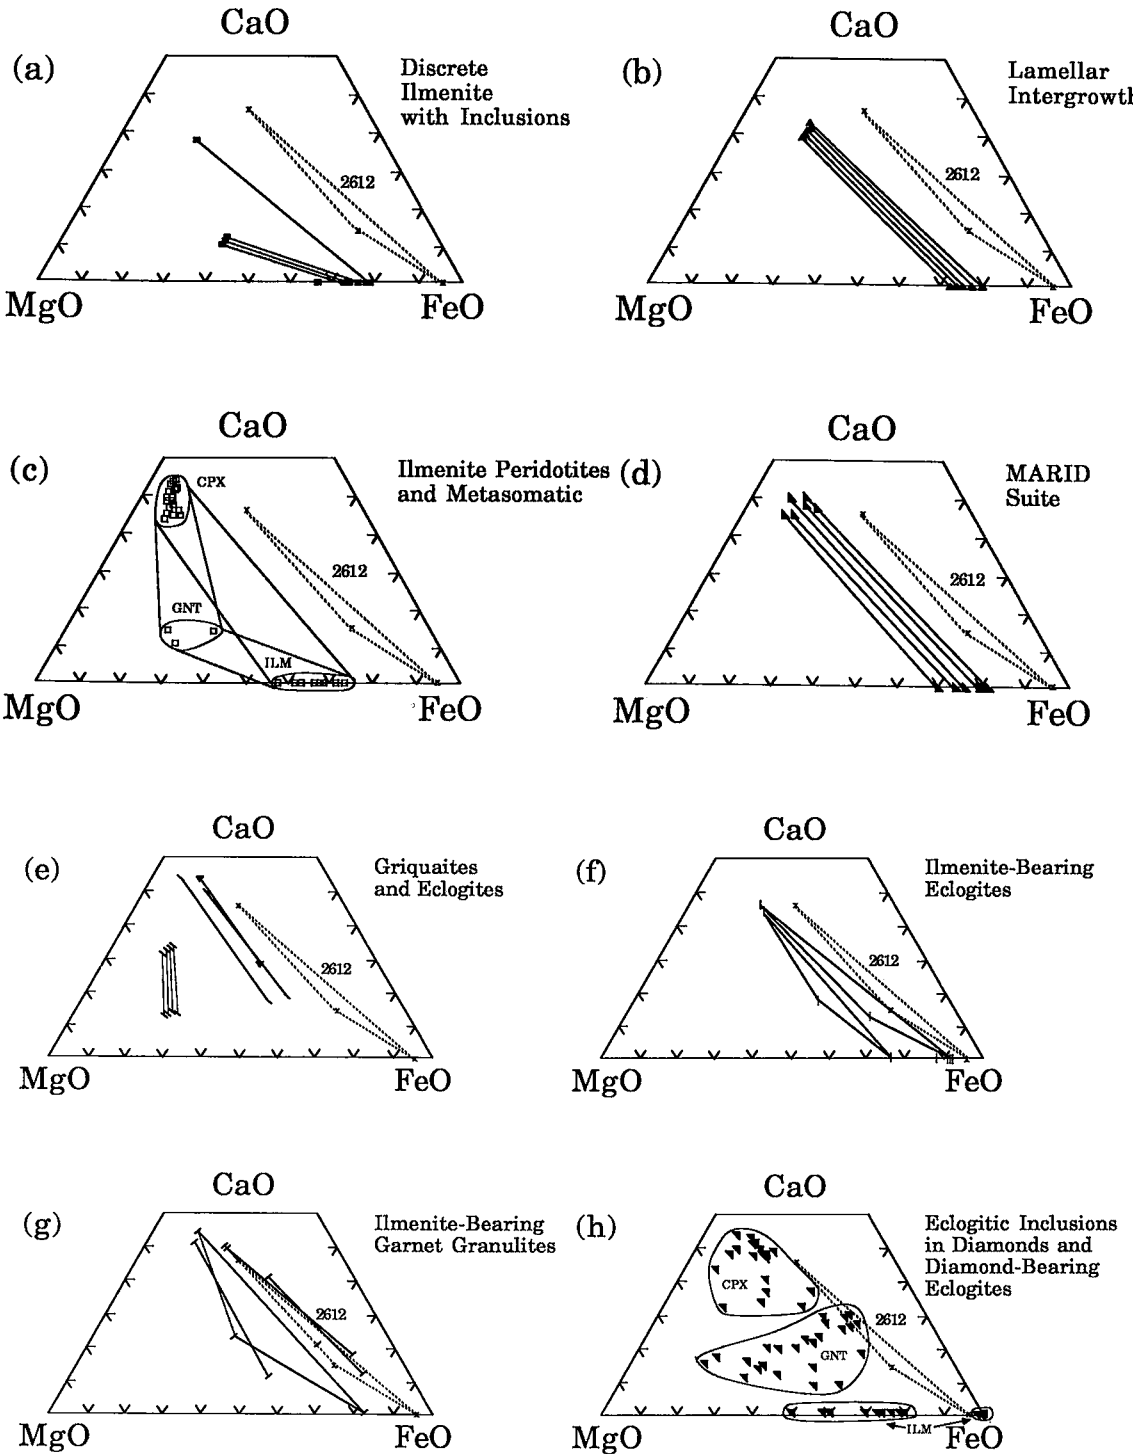 CaO
(a)
Discrete
Ilmenite
with Inclusions
2612
MgO
FeO
CaO
(b)
Lamellar
Intergrowth
2612
MgO
FeO
CaO
(c)
Ilmenite Peridotites
and Metasomatic
CPX
2612
GNT
ILM
MgO
FeO
CaO
(d)
MARID
Suite
2612
MgO
FeO
CaO
(e)
Griquaites
and Eclogites
2612
MgO
FeO
CaO
(f)
Ilmenite-Bearing
Eclogites
2612
MgO
FeO
CaO
(g)
Ilmenite-Bearing
Garnet Granulites
2612
MgO
FeO
CaO
(h)
Eclogitic Inclusions
in Diamonds and
Diamond-Bearing
Eclogites
CPX
2612
GNT
ILM
MgO
FeO